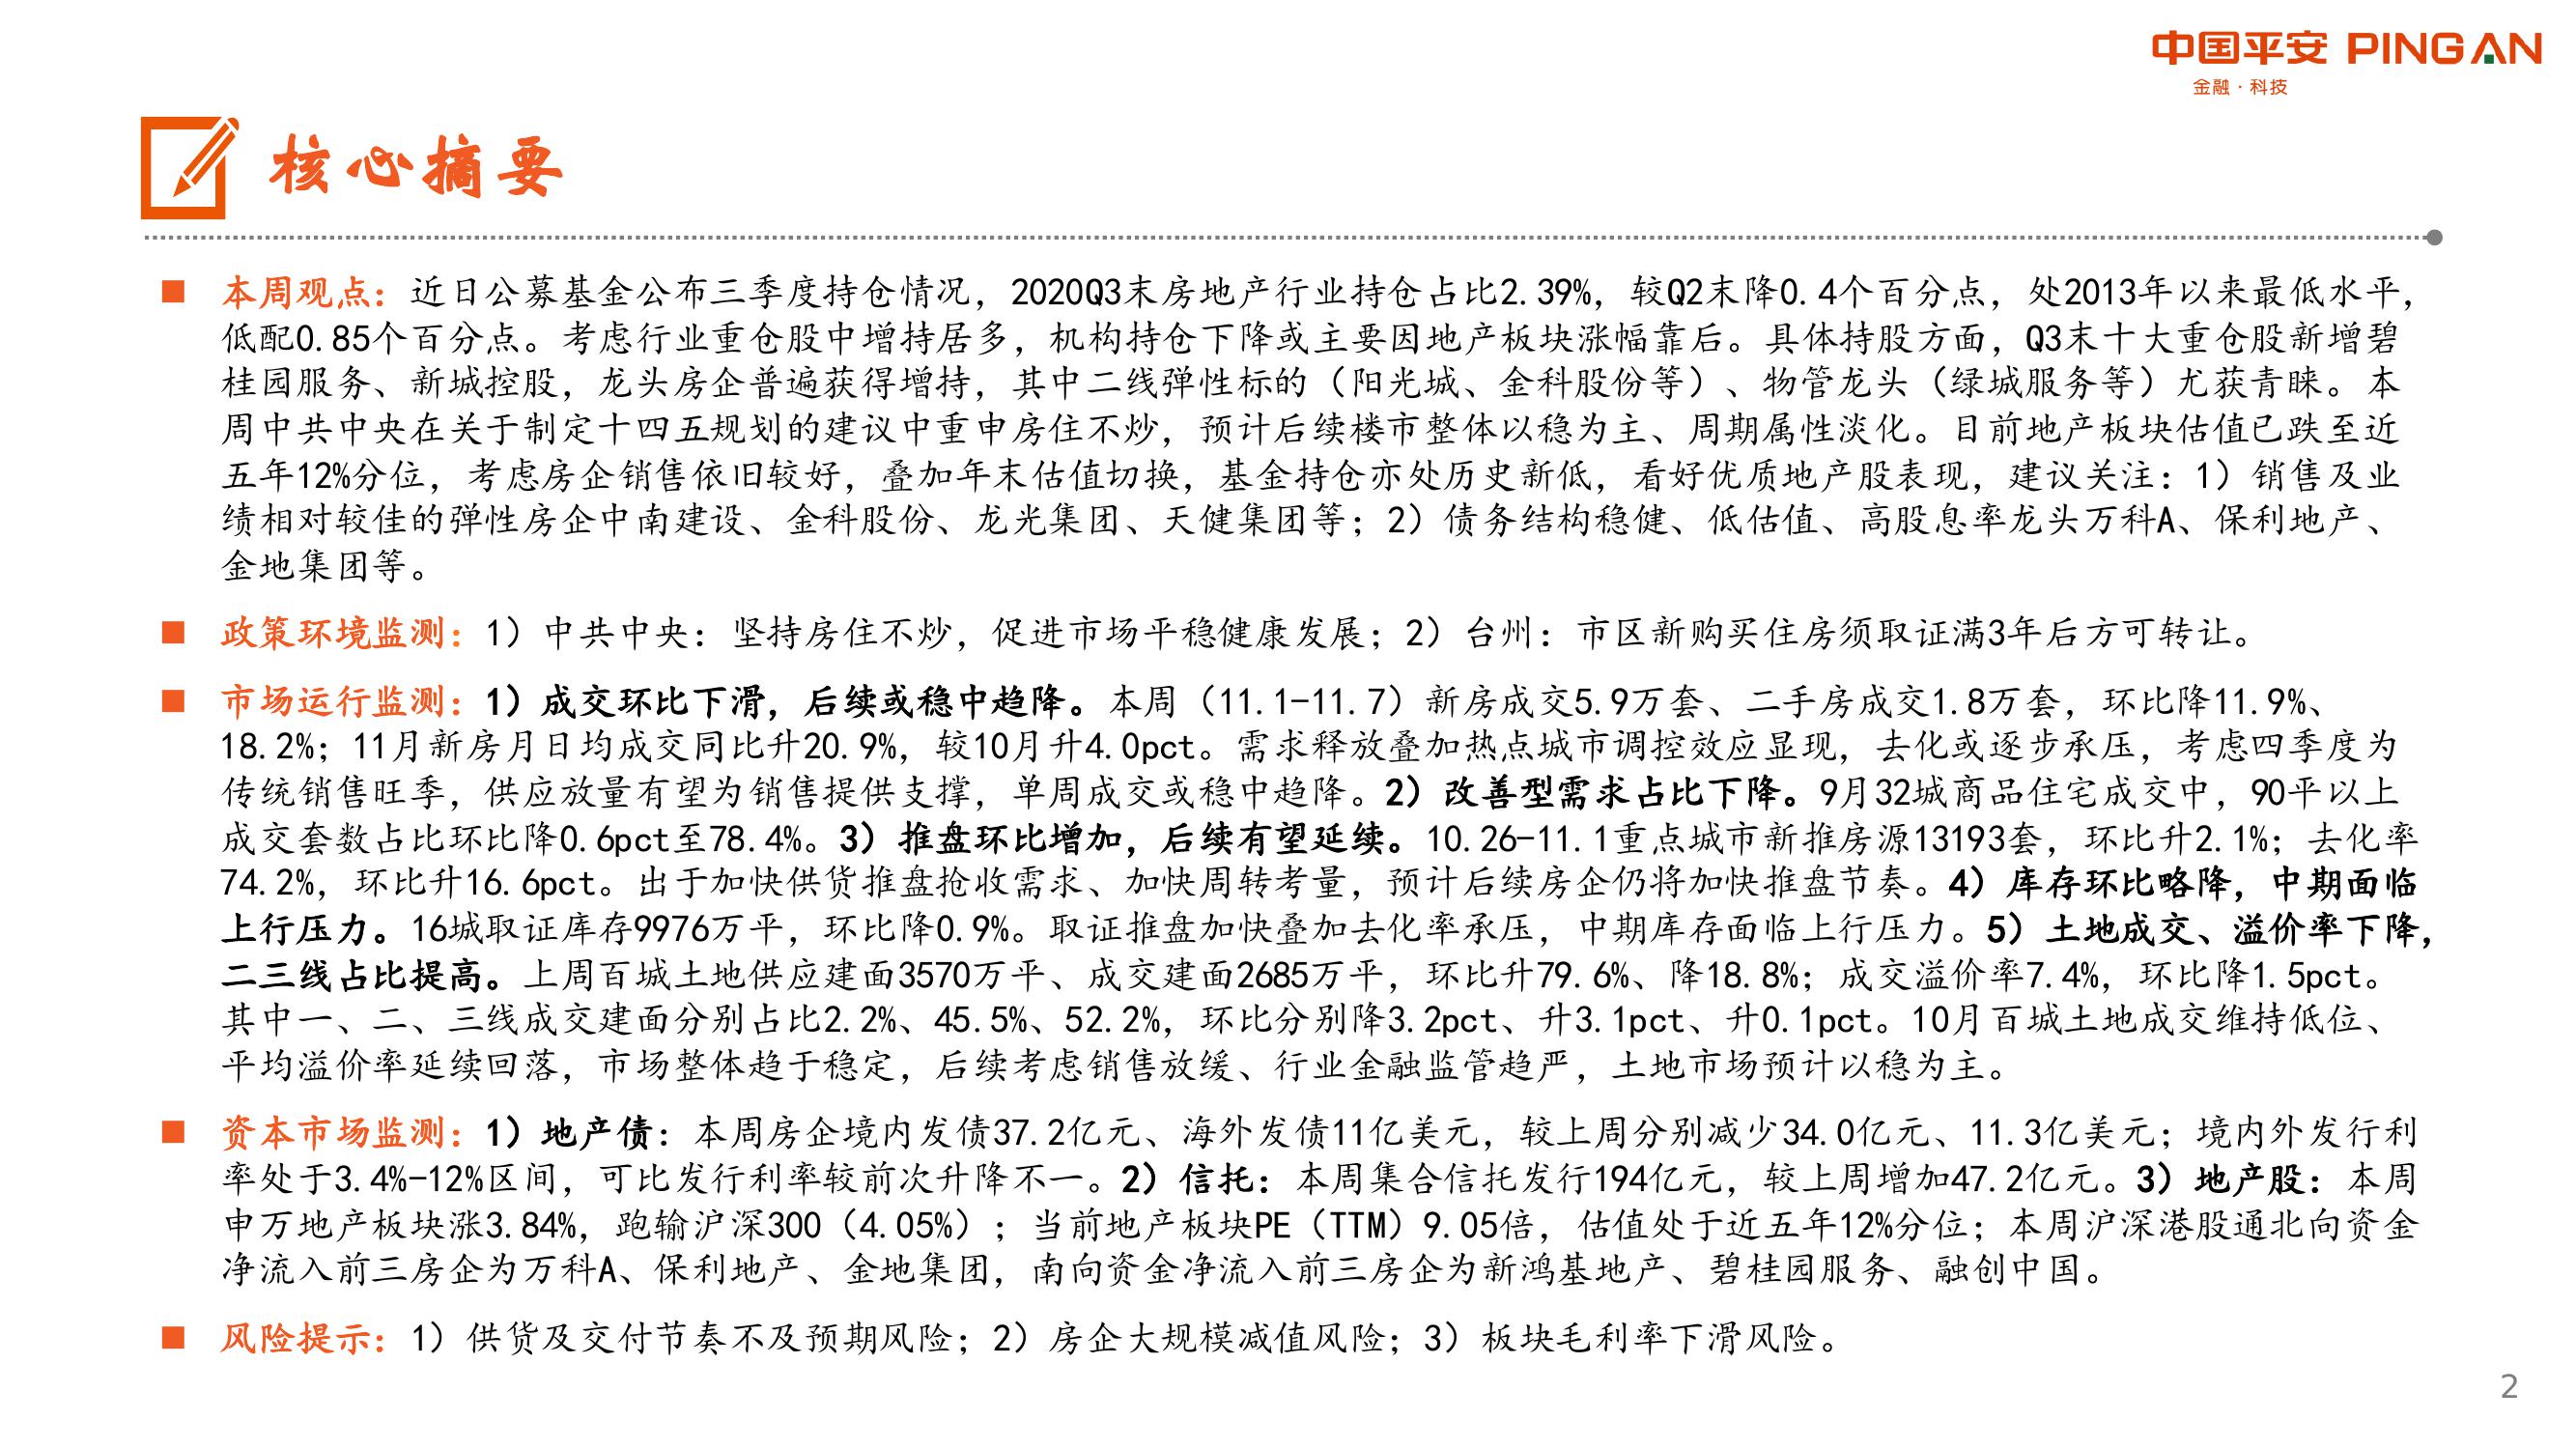 中国平安 PINGAN
金融·科技
核心摘要
■ 本周观点：近日公募基金公布三季度持仓情况，2020Q3末房地产行业持仓占比2.39%，较Q2末降0.4个百分点，处2013年以来最低水平，
低配0.85个百分点。考虑行业重仓股中增持居多，机构持仓下降或主要因地产板块涨幅靠后。具体持股方面，Q3末十大重仓股新增碧
桂园服务、新城控股，龙头房企普遍获得增持，其中二线弹性标的（阳光城、金科股份等）、物管龙头（绿城服务等）尤获青睐。本
周中共中央在关于制定十四五规划的建议中重申房住不炒，预计后续楼市整体以稳为主、周期属性淡化。目前地产板块估值已跌至近
五年12%分位，考虑房企销售依旧较好，叠加年末估值切换，基金持仓亦处历史新低，看好优质地产股表现，建议关注：1）销售及业
绩相对较佳的弹性房企中南建设、金科股份、龙光集团、天健集团等；2）债务结构稳健、低估值、高股息率龙头万科A、保利地产、
金地集团等。
■ 政策环境监测：1）中共中央：坚持房住不炒，促进市场平稳健康发展；2）台州：市区新购买住房须取证满3年后方可转让。
■ 市场运行监测：1）成交环比下滑，后续或稳中趋降。本周（11.1-11.7）新房成交5.9万套、二手房成交1.8万套，环比降11.9%、
18.2%；11月新房月日均成交同比升20.9%，较10月升4.0pct。需求释放叠加热点城市调控效应显现，去化或逐步承压，考虑四季度为
传统销售旺季，供应放量有望为销售提供支撑，单周成交或稳中趋降。2）改善型需求占比下降。9月32城商品住宅成交中，90平以上
成交套数占比环比降0.6pct至78.4%。3）推盘环比增加，后续有望延续。10.26-11.1重点城市新推房源13193套，环比升2.1%；去化率
74.2%，环比升16.6pct。出于加快供货推盘抢收需求、加快周转考量，预计后续房企仍将加快推盘节奏。4）库存环比略降，中期面临
上行压力。16城取证库存9976万平，环比降0.9%。取证推盘加快叠加去化率承压，中期库存面临上行压力。5）土地成交、溢价率下降，
二三线占比提高。上周百城土地供应建面3570万平、成交建面2685万平，环比升79.6%、降18.8%；成交溢价率7.4%，环比降1.5pct。
其中一、二、三线成交建面分别占比2.2%、45.5%、52.2%，环比分别降3.2pct、升3.1pct、升0.1pct。10月百城土地成交维持低位、
平均溢价率延续回落，市场整体趋于稳定，后续考虑销售放缓、行业金融监管趋严，土地市场预计以稳为主。
■ 资本市场监测：1）地产债：本周房企境内发债37.2亿元、海外发债11亿美元，较上周分别减少34.0亿元、11.3亿美元；境内外发行利
率处于3.4%-12%区间，可比发行利率较前次升降不一。2）信托：本周集合信托发行194亿元，较上周增加47.2亿元。3）地产股：本周
申万地产板块涨3.84%，跑输沪深300（4.05%）；当前地产板块PE（TTM）9.05倍，估值处于近五年12%分位；本周沪深港股通北向资金
净流入前三房企为万科A、保利地产、金地集团，南向资金净流入前三房企为新鸿基地产、碧桂园服务、融创中国。
■ 风险提示：1）供货及交付节奏不及预期风险；2）房企大规模减值风险；3）板块毛利率下滑风险。
2